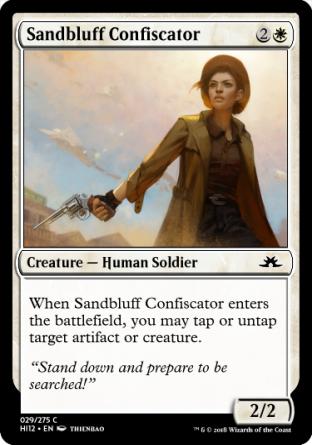 Sandbluff Confiscator 2
Creature — Human Soldier
When Sandbluff Confiscator enters
the battlefield, you may tap or untap
target artifact or creature.
“Stand down and prepare to be
searched!”
2/2
029/275 C
HI12 • EN THIENBAO
™ & © 2018 Wizards of the Coast